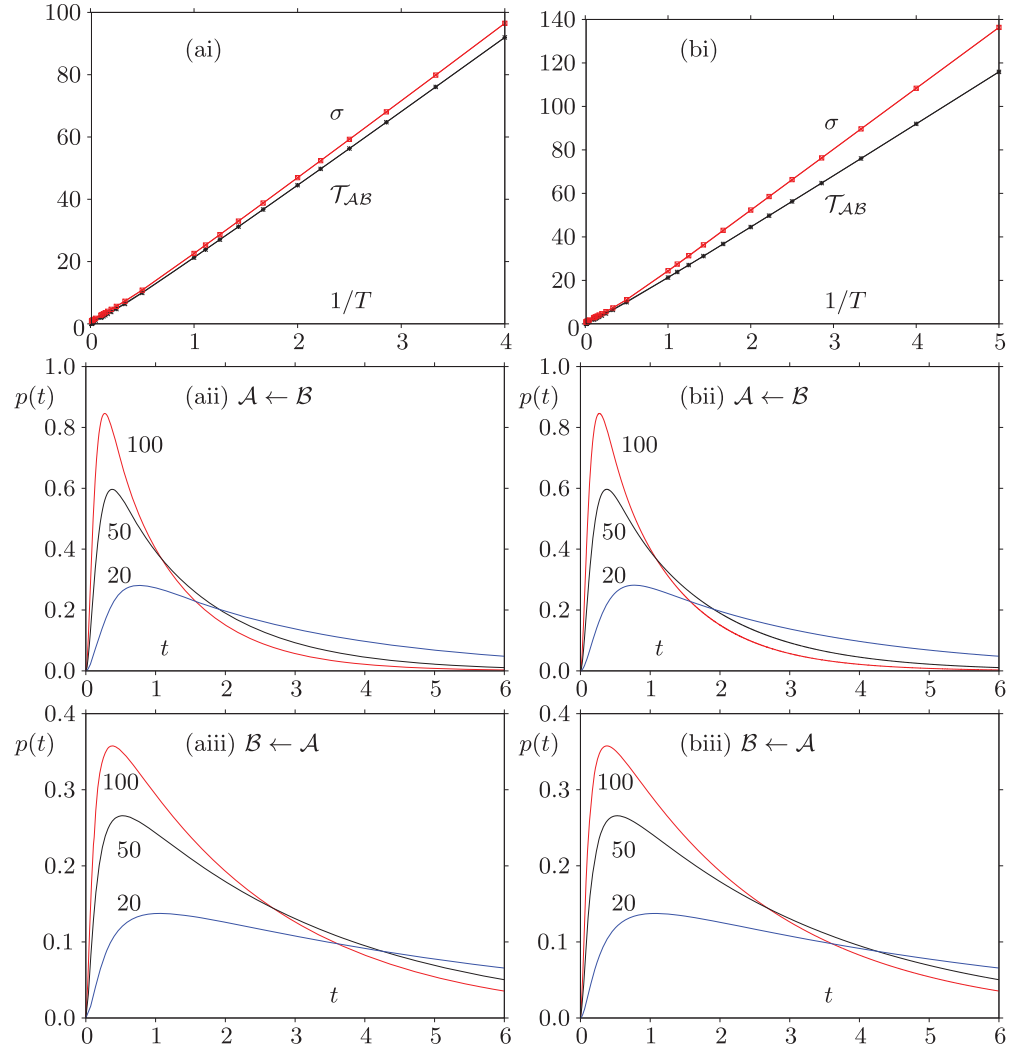 (ai)
100
80
60
40
20
0
σ
𝒯𝒜ℬ
1/T
0 1 2 3 4
(bi)
140
120
100
80
60
40
20
0
σ
𝒯𝒜ℬ
1/T
0 1 2 3 4 5
(aii) 𝒜 ← ℬ
p(t)
1.0
0.8
0.6
0.4
0.2
0.0
100
50
20
t
0 1 2 3 4 5 6
(bii) 𝒜 ← ℬ
p(t)
1.0
0.8
0.6
0.4
0.2
0.0
100
50
20
t
0 1 2 3 4 5 6
(aiii) ℬ ← 𝒜
p(t)
0.4
0.3
0.2
0.1
0.0
100
50
20
t
0 1 2 3 4 5 6
(biii) ℬ ← 𝒜
p(t)
0.4
0.3
0.2
0.1
0.0
100
50
20
t
0 1 2 3 4 5 6